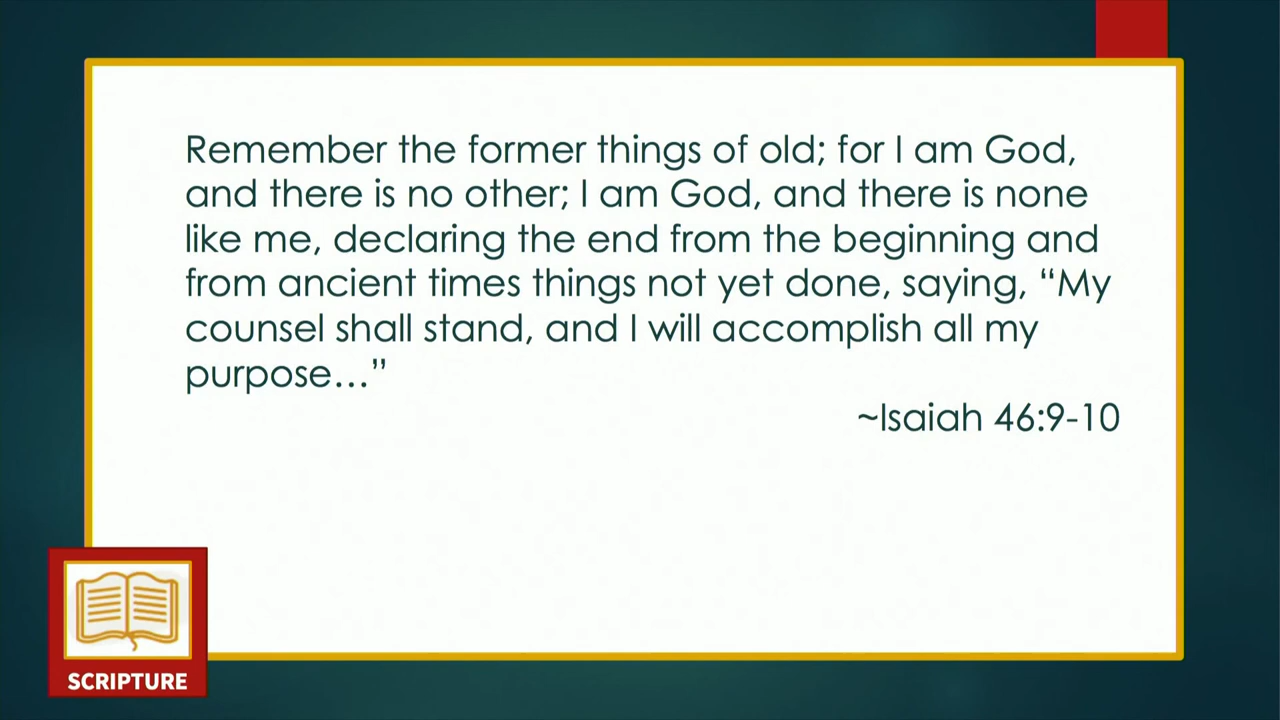 Remember the former things of old; for I am God,
and there is no other; I am God, and there is none
like me, declaring the end from the beginning and
from ancient times things not yet done, saying, “My
counsel shall stand, and I will accomplish all my
purpose…”
~Isaiah 46:9-10
SCRIPTURE